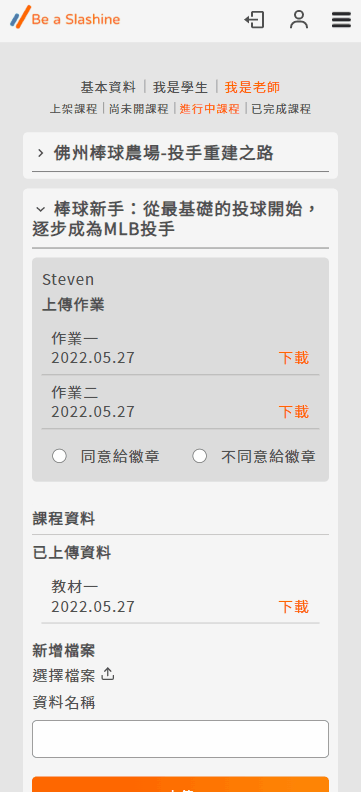 Be a Slashine
基本資料 | 我是學生 | 我是老師
上架課程 | 尚未開課程 | 進行中課程 | 已完成課程
佛州棒球農場-投手重建之路
棒球新手：從最基礎的投球開始，
逐步成為MLB投手
Steven
上傳作業
作業一
2022.05.27 下載
作業二
2022.05.27 下載
同意給徽章 不同意給徽章
課程資料
已上傳資料
教材一
2022.05.27 下載
新增檔案
選擇檔案
資料名稱